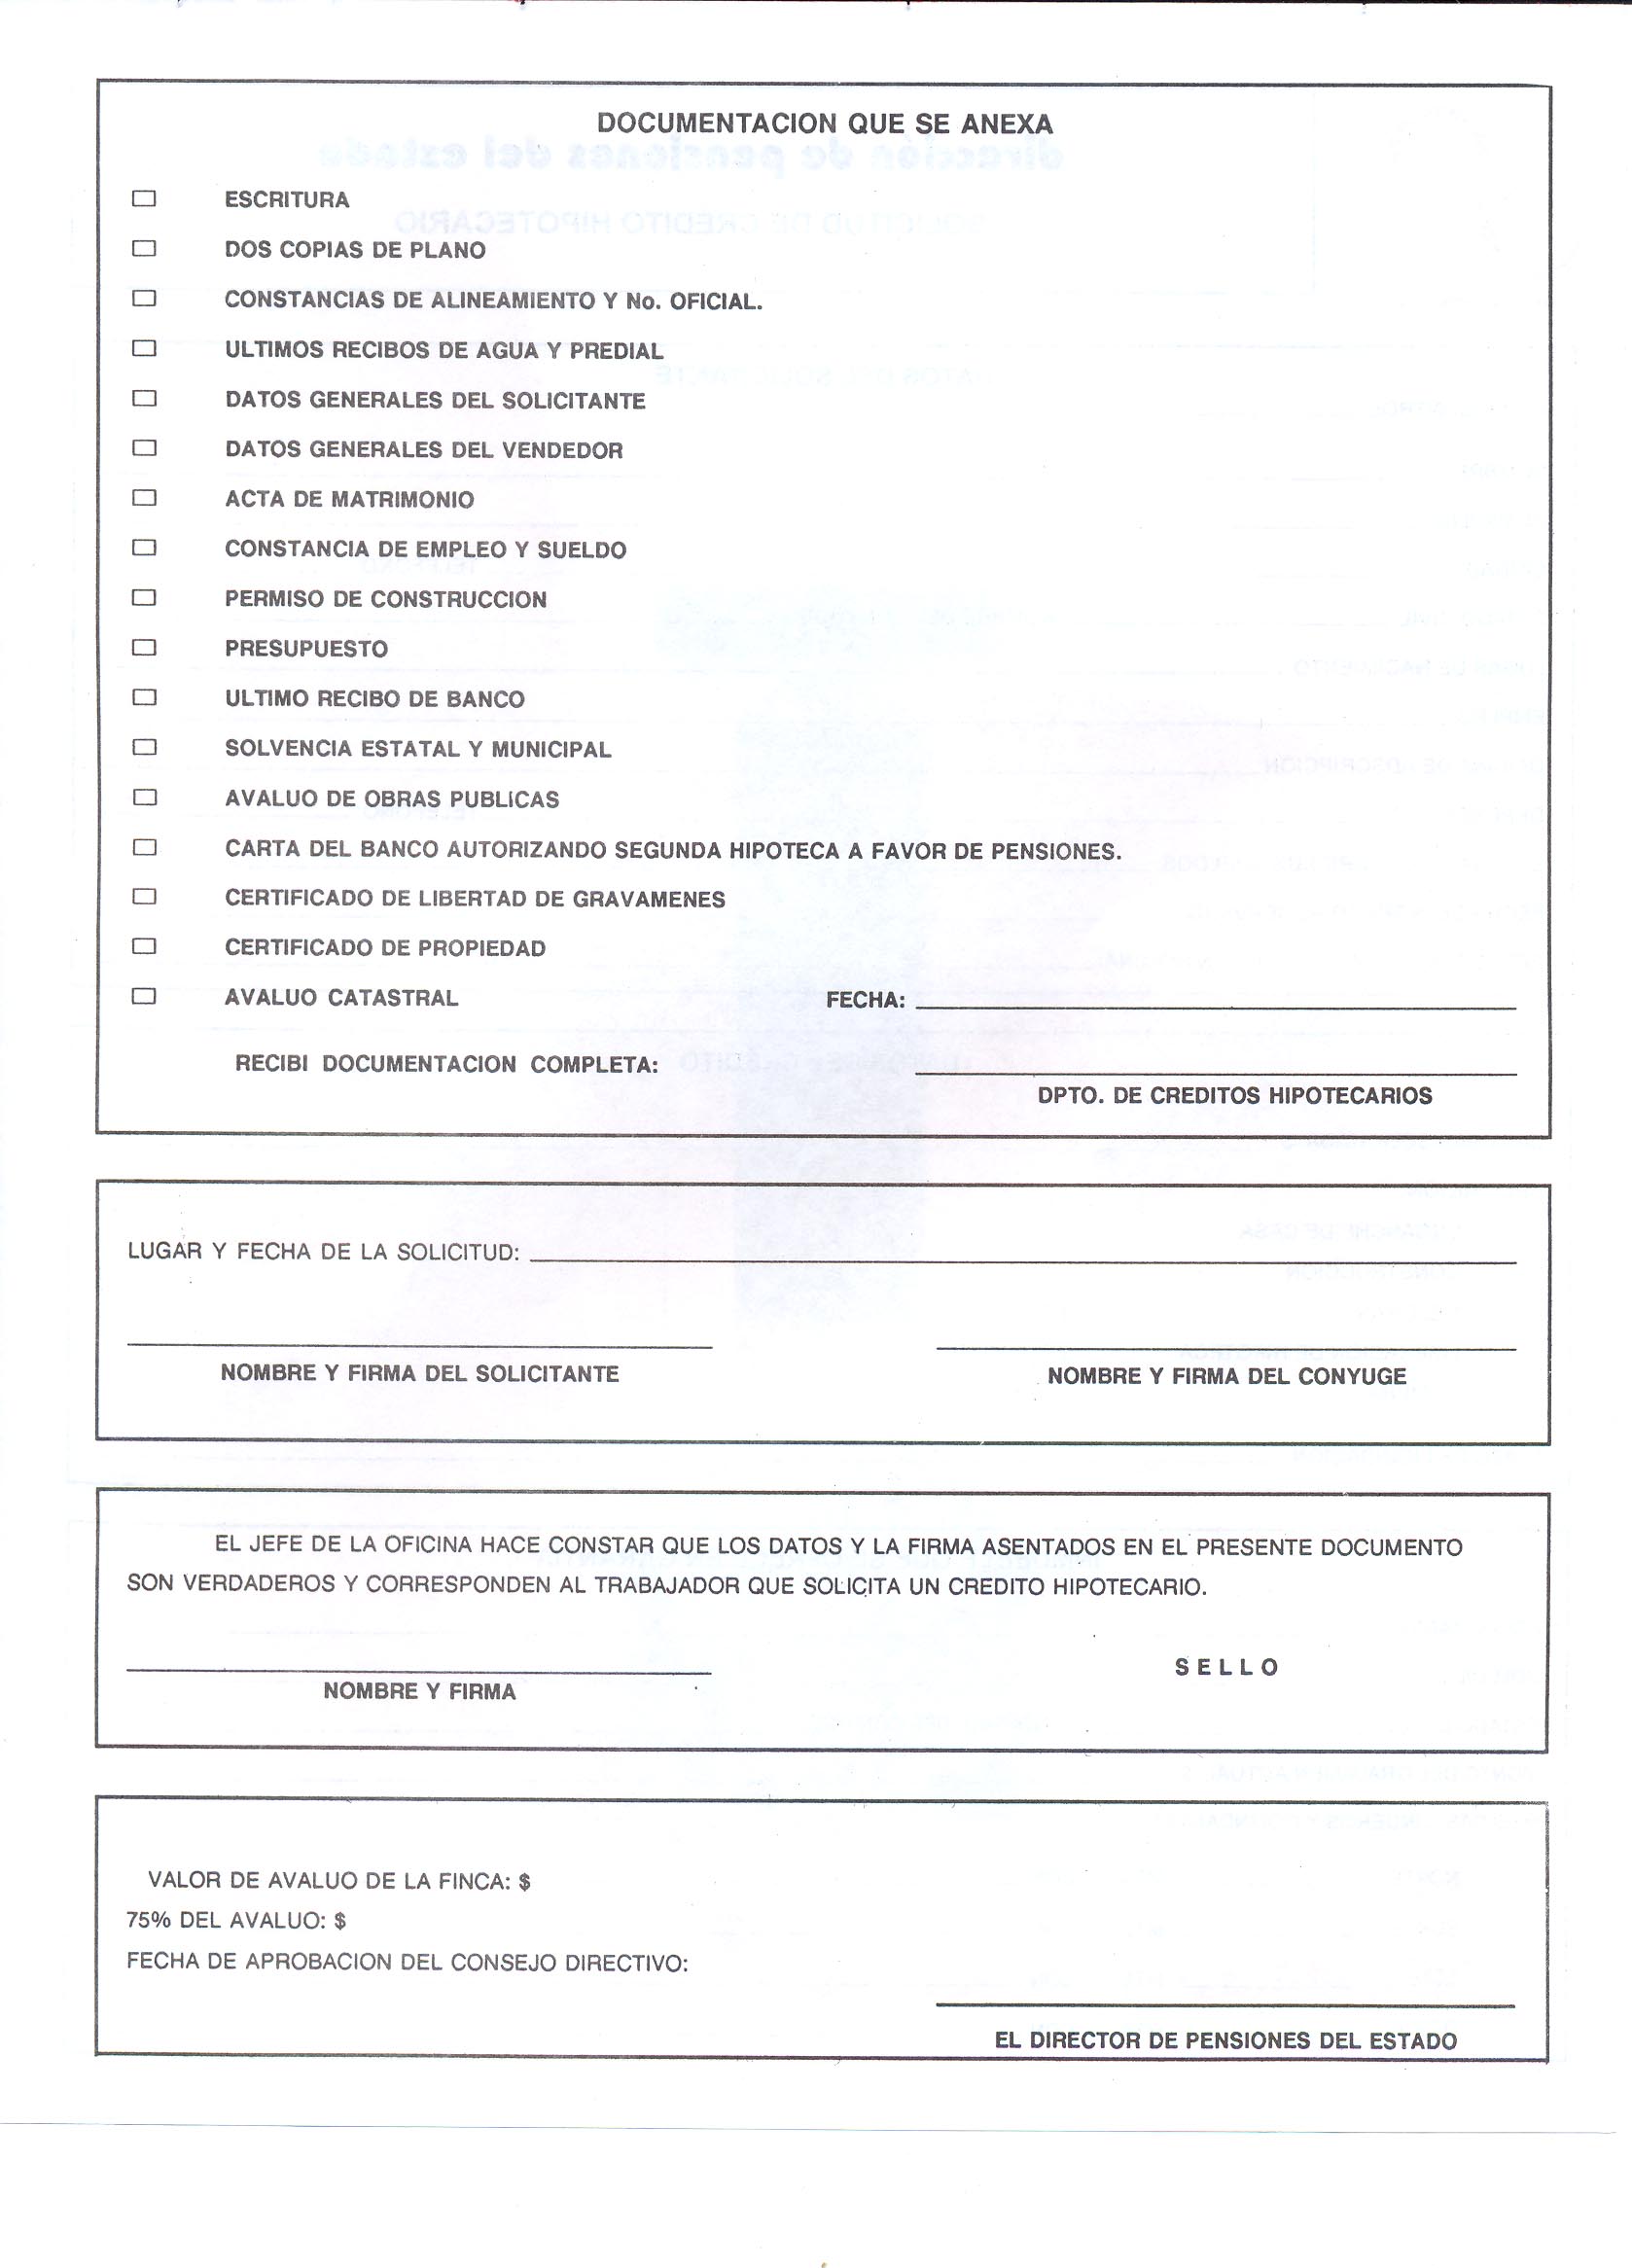 DOCUMENTACION QUE SE ANEXA
ESCRITURA
DOS COPIAS DE PLANO
CONSTANCIAS DE ALINEAMIENTO Y No. OFICIAL.
ULTIMOS RECIBOS DE AGUA Y PREDIAL
DATOS GENERALES DEL SOLICITANTE
DATOS GENERALES DEL VENDEDOR
ACTA DE MATRIMONIO
CONSTANCIA DE EMPLEO Y SUELDO
PERMISO DE CONSTRUCCION
PRESUPUESTO
ULTIMO RECIBO DE BANCO
SOLVENCIA ESTATAL Y MUNICIPAL
AVALUO DE OBRAS PUBLICAS
CARTA DEL BANCO AUTORIZANDO SEGUNDA HIPOTECA A FAVOR DE PENSIONES.
CERTIFICADO DE LIBERTAD DE GRAVAMENES
CERTIFICADO DE PROPIEDAD
AVALUO CATASTRAL FECHA:
RECIBI DOCUMENTACION COMPLETA:
DPTO. DE CREDITOS HIPOTECARIOS
LUGAR Y FECHA DE LA SOLICITUD:
NOMBRE Y FIRMA DEL SOLICITANTE NOMBRE Y FIRMA DEL CONYUGE
EL JEFE DE LA OFICINA HACE CONSTAR QUE LOS DATOS Y LA FIRMA ASENTADOS EN EL PRESENTE DOCUMENTO
SON VERDADEROS Y CORRESPONDEN AL TRABAJADOR QUE SOLICITA UN CREDITO HIPOTECARIO.
SELLO
NOMBRE Y FIRMA
VALOR DE AVALUO DE LA FINCA: $
75% DEL AVALUO: $
FECHA DE APROBACION DEL CONSEJO DIRECTIVO:
EL DIRECTOR DE PENSIONES DEL ESTADO